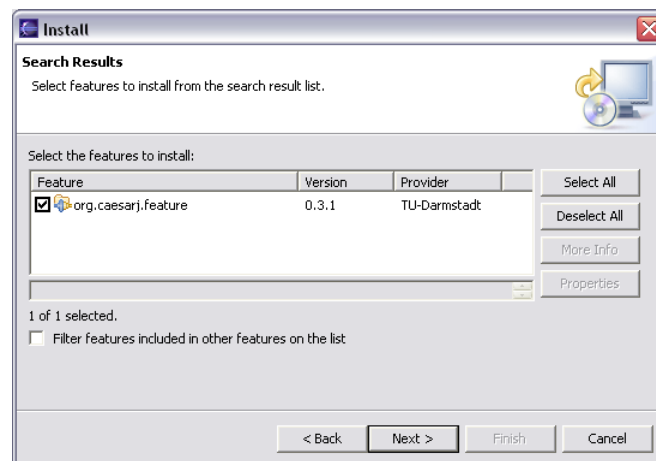 Install
Search Results
Select features to install from the search result list.
Select the features to install:
Feature Version Provider
org.caesarj.feature 0.3.1 TU-Darmstadt
Select All
Deselect All
More Info
Properties
1 of 1 selected.
Filter features included in other features on the list
< Back Next > Finish Cancel